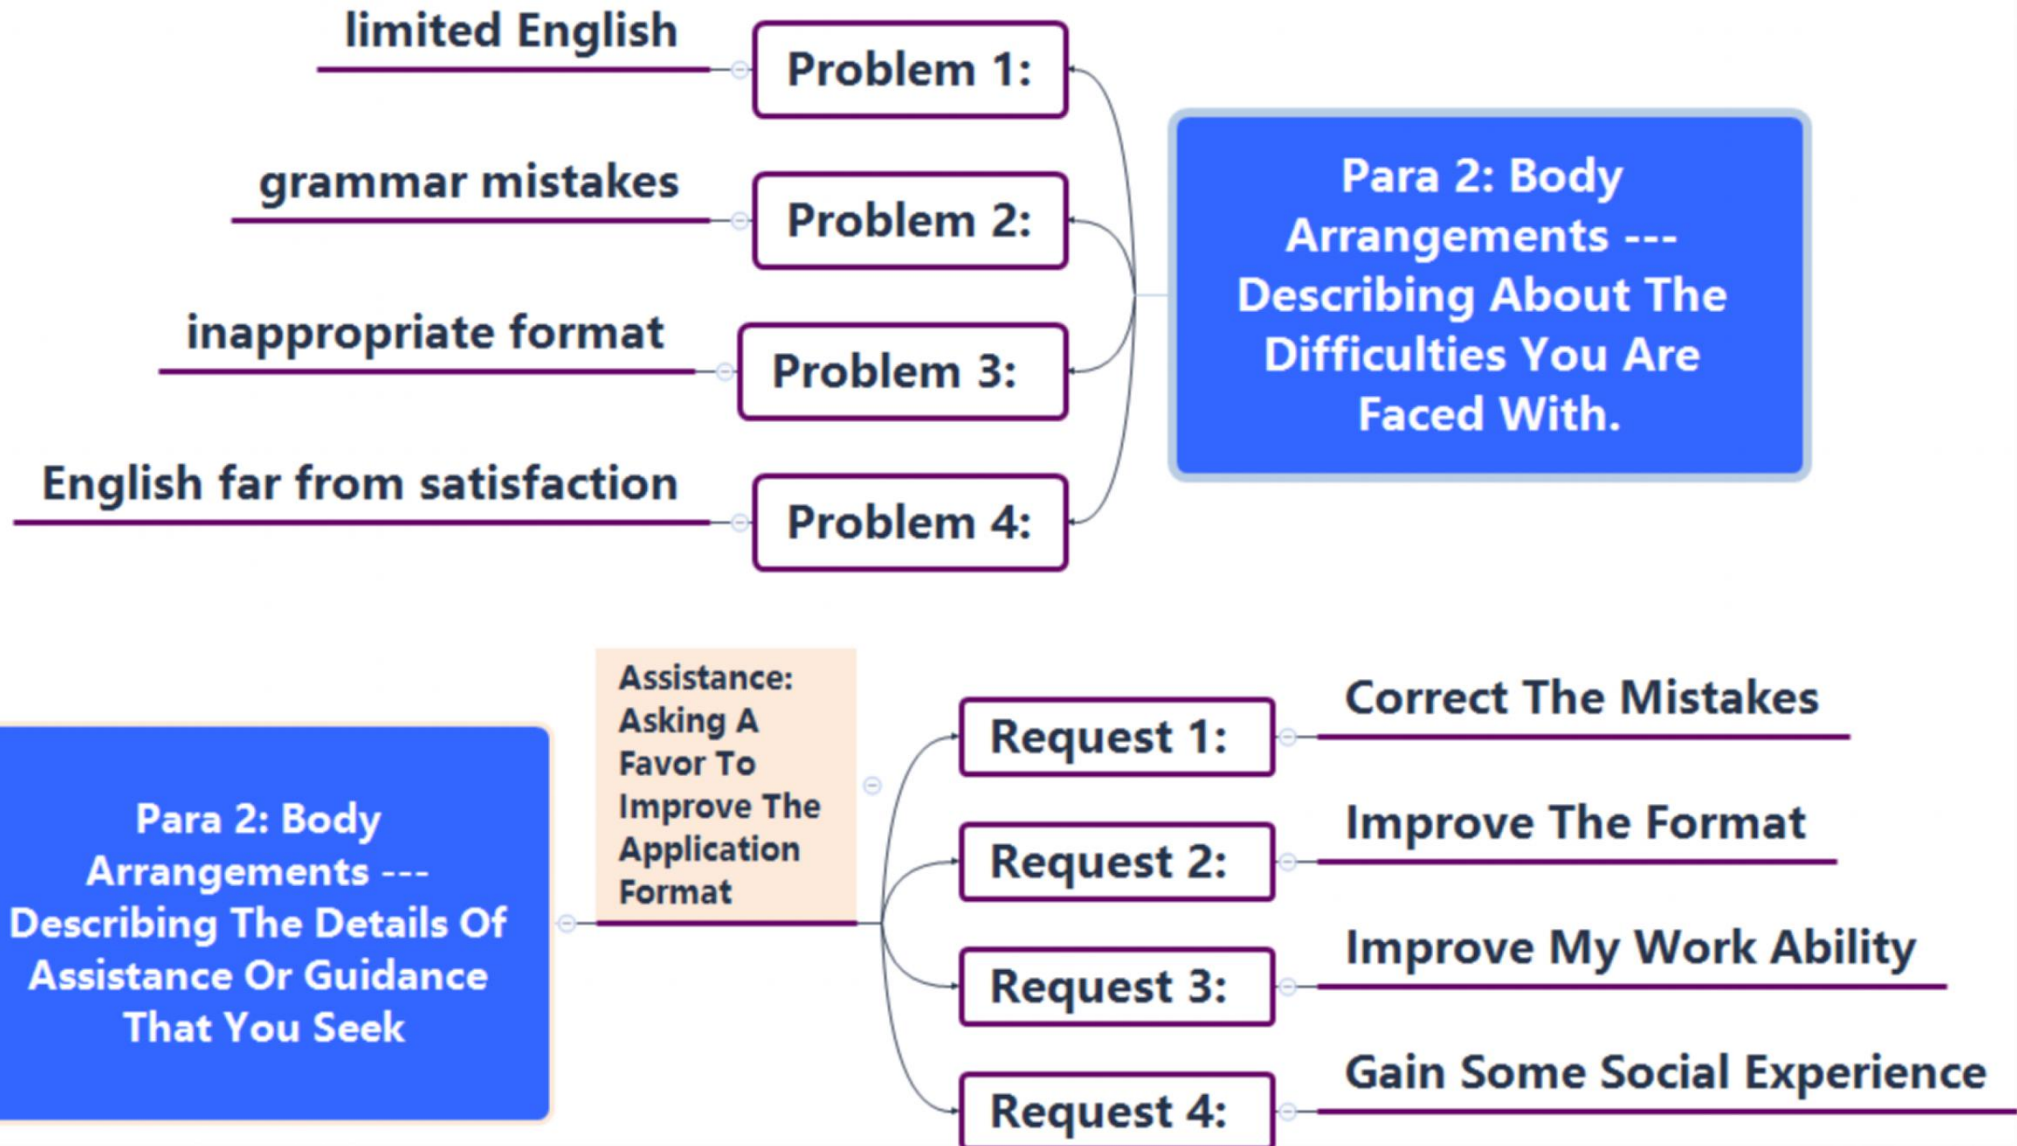 limited English
Problem 1:
grammar mistakes
Problem 2:
inappropriate format
Problem 3:
English far from satisfaction
Problem 4:
Para 2: Body
Arrangements ---
Describing About The
Difficulties You Are
Faced With.
Para 2: Body
Arrangements ---
Describing The Details Of
Assistance Or Guidance
That You Seek
Assistance:
Asking A
Favor To
Improve The
Application
Format
Request 1:
Correct The Mistakes
Request 2:
Improve The Format
Request 3:
Improve My Work Ability
Request 4:
Gain Some Social Experience